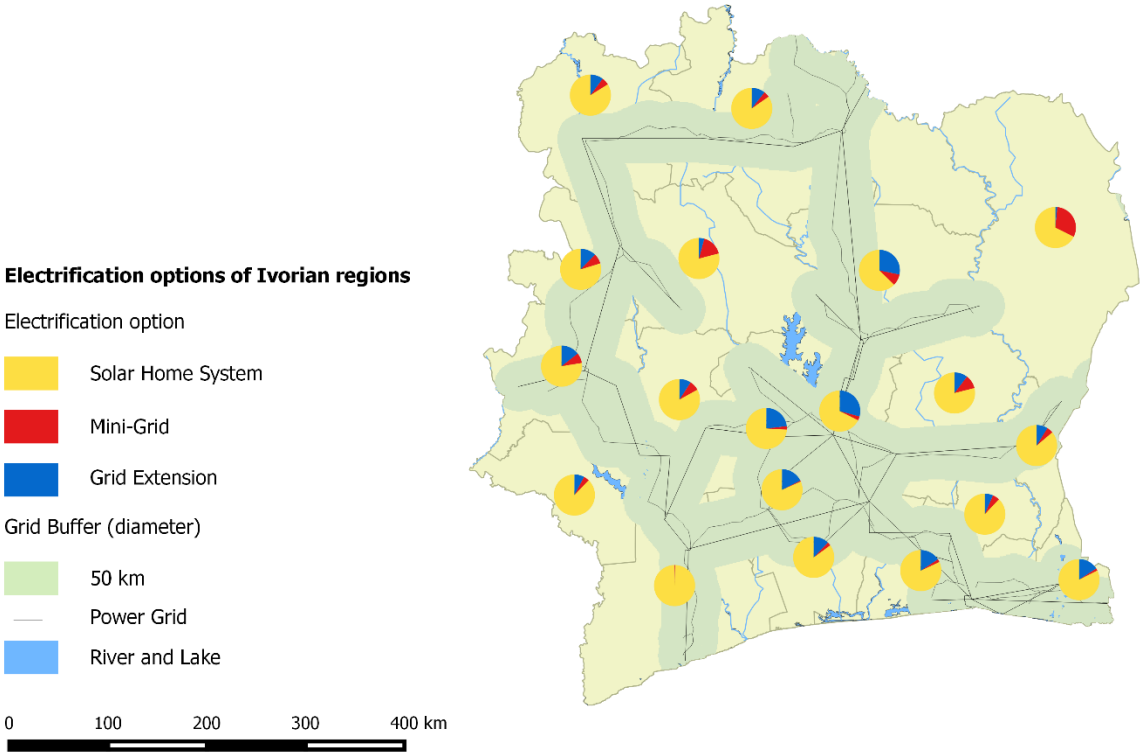 Electrification options of Ivorian regions
Electrification option
Solar Home System
Mini-Grid
Grid Extension
Grid Buffer (diameter)
50 km
Power Grid
River and Lake
0 100 200 300 400 km